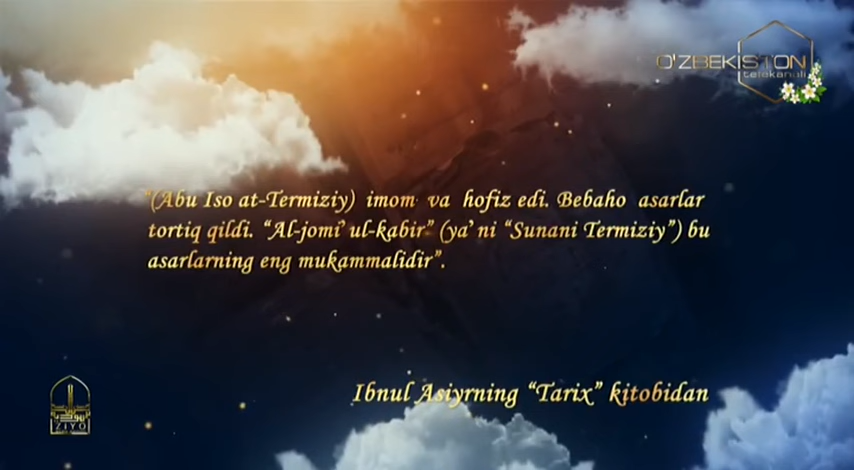 O'ZBEKISTON
telekanali
“(Abu Iso at-Termiziy) imom va hofiz edi. Bebaho asarlar
tortiq qildi. “Al-jomi’ ul-kabir” (ya’ni “Sunani Termiziy”) bu
asarlarning eng mukammalidir”.
Ibnul Asiyrning “Tarix” kitobidan
ZIYO